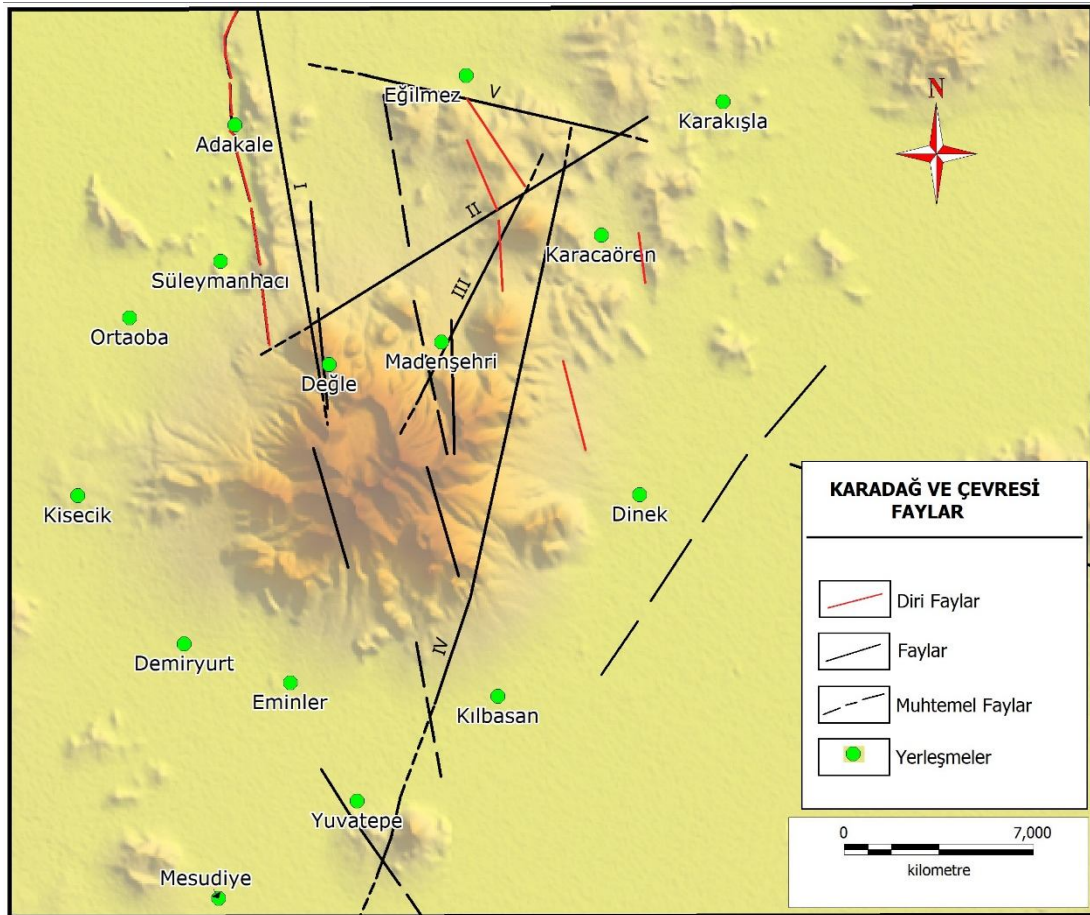 N
Eğilmez
V
Karakışla
Adakale
I
II
Karacaören
Süleymanhacı
III
Ortaoba
Madenşehri
Değle
KARADAĞ VE ÇEVRESİ
FAYLAR
Kisecik
Dinek
Diri Faylar
IV
Faylar
Demiryurt
Eminler
Kılbasan
Muhtemel Faylar
Yerleşmeler
Yuvatepe
0 7,000
kilometre
Mesudiye